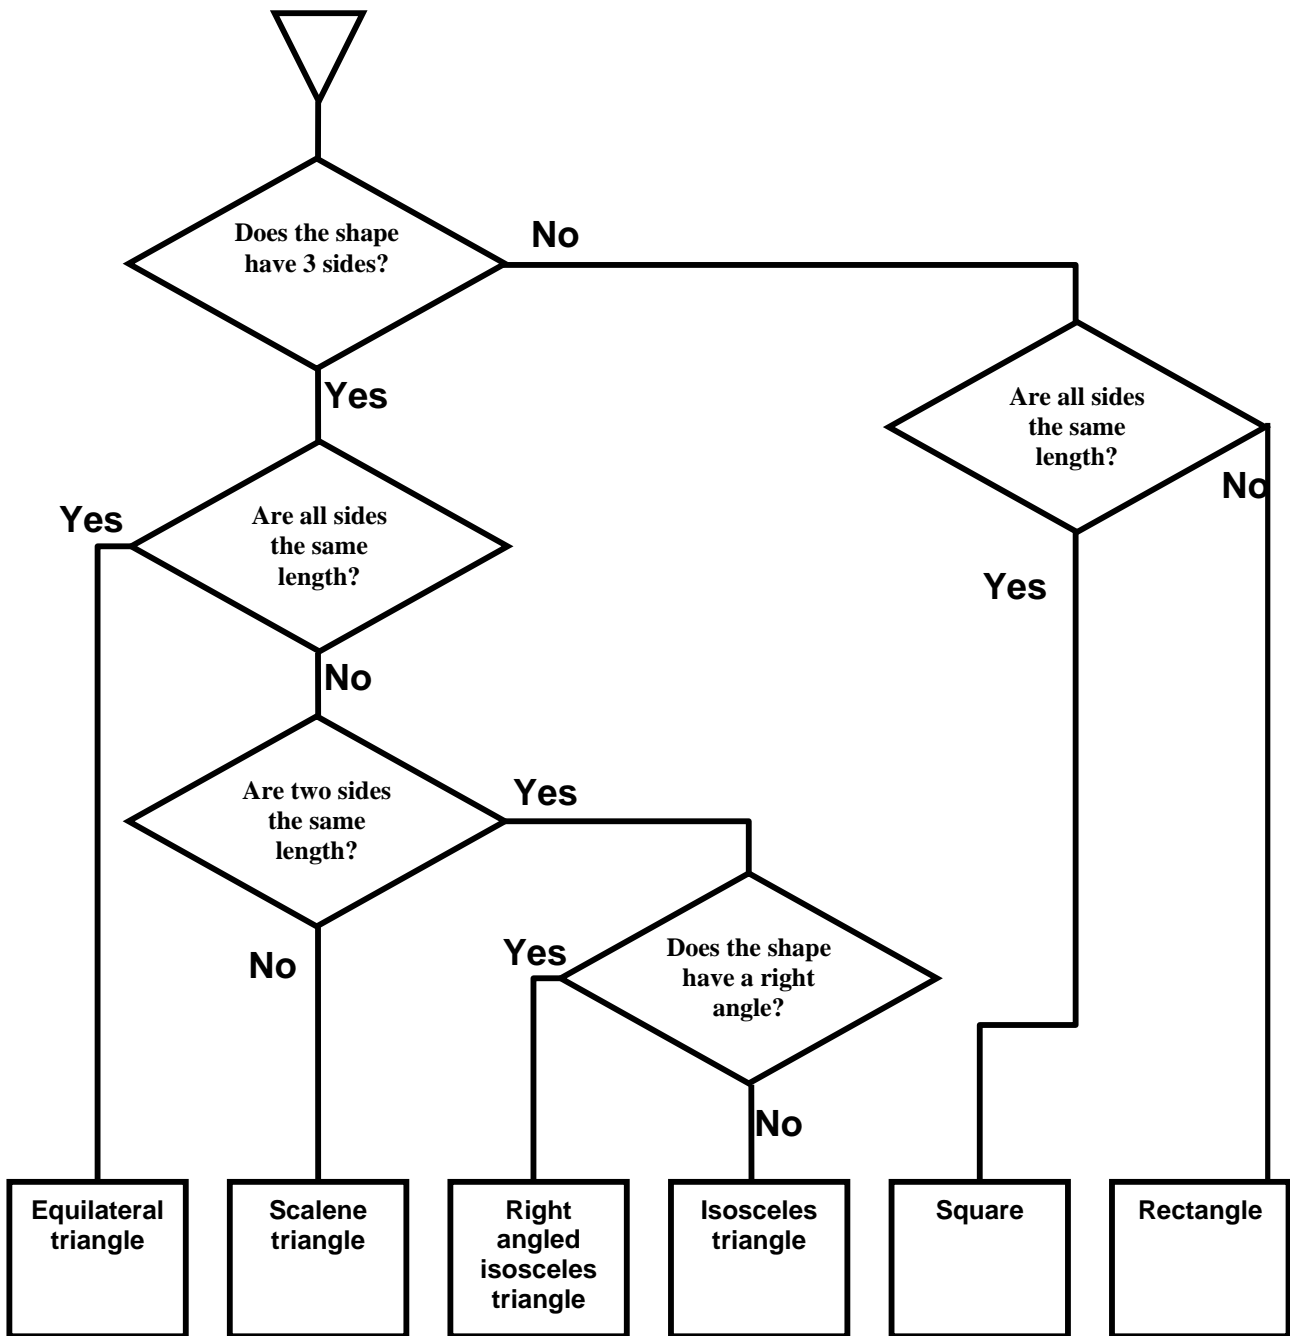 Does the shape
have 3 sides?
No
Yes
Are all sides
the same
length?
No
Yes
Yes
Are all sides
the same
length?
No
Are two sides
the same
length?
Yes
No
Yes
Does the shape
have a right
angle?
No
Equilateral
triangle
Scalene
triangle
Right
angled
isosceles
triangle
Isosceles
triangle
Square
Rectangle